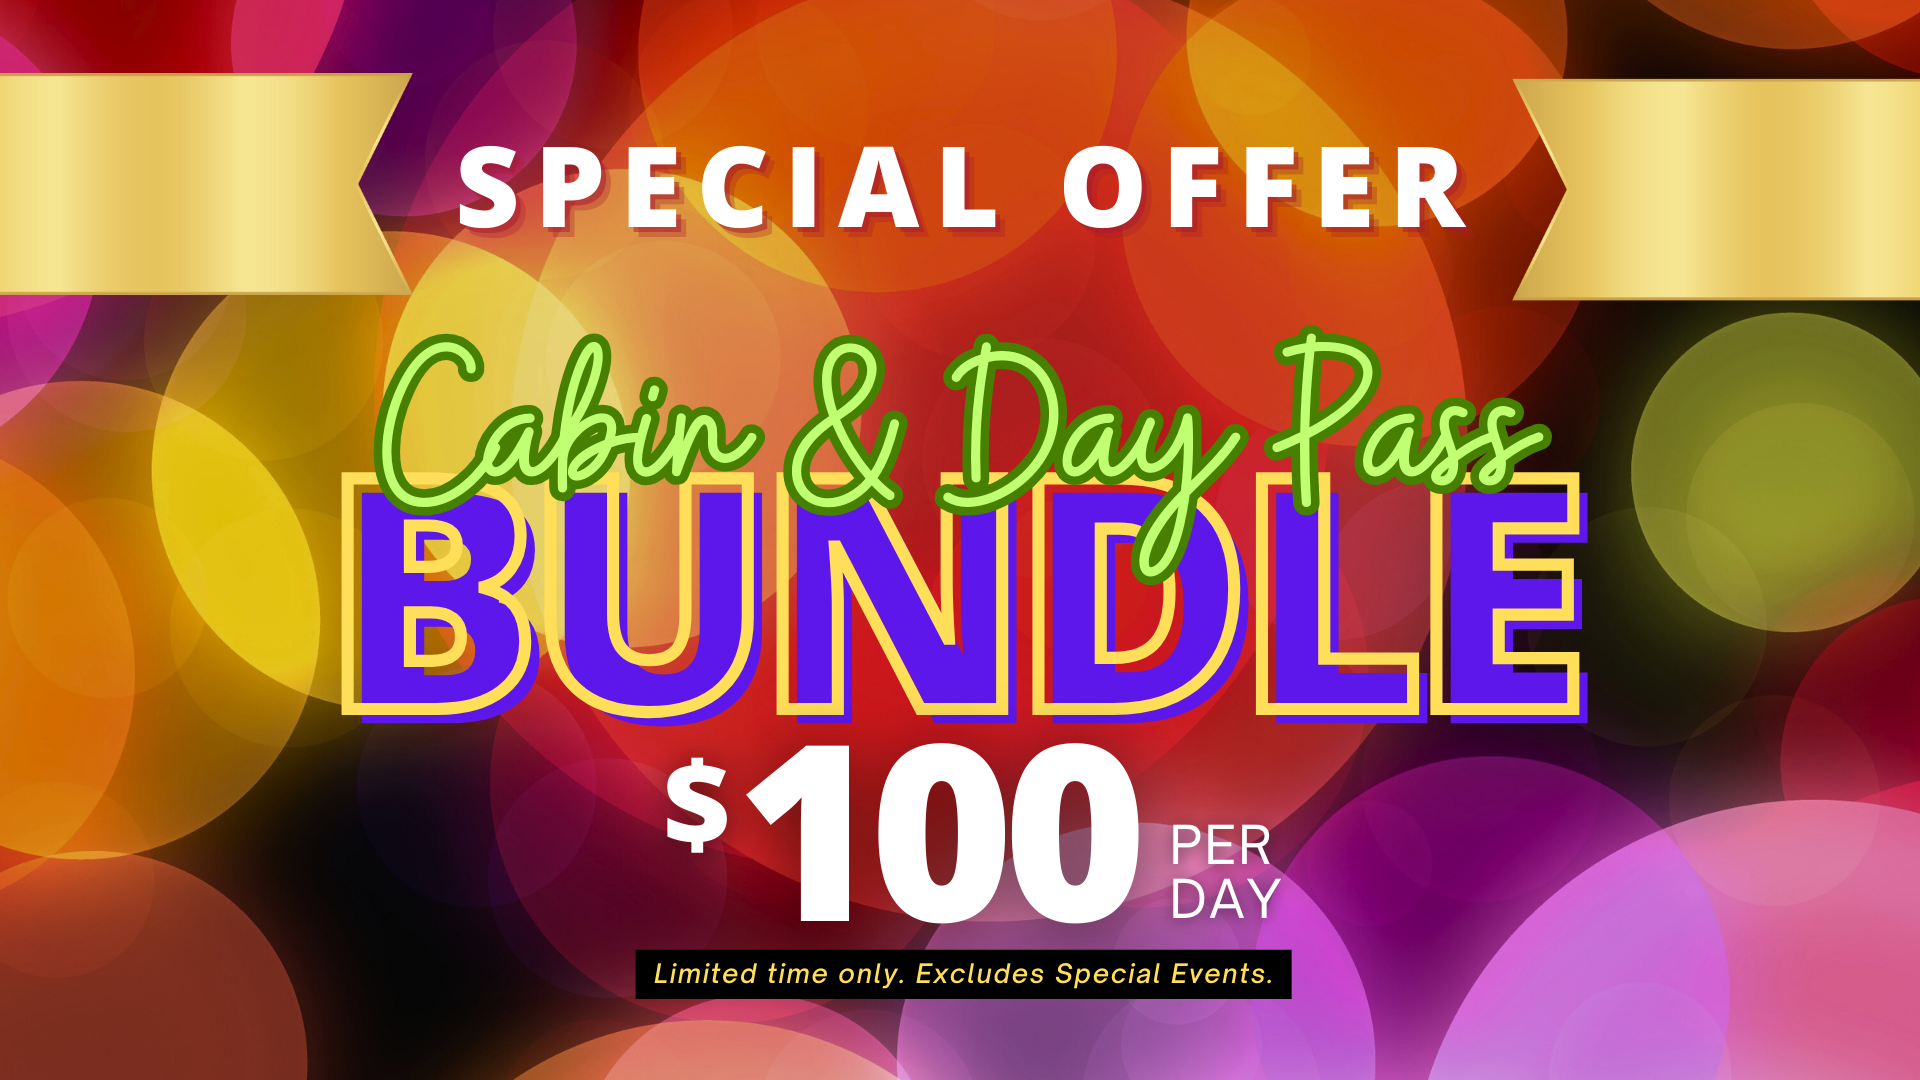 SPECIAL OFFER
Cabin & Day Pass
BUNDLE
$100 PER DAY
Limited time only. Excludes Special Events.